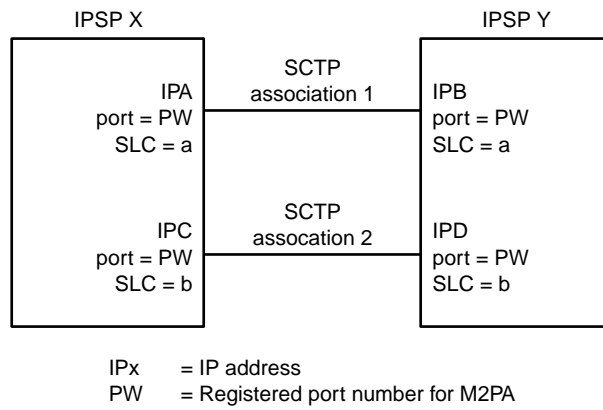 IPSP X
IPSP Y
SCTP
association 1
IPA
port = PW
SLC = a
IPB
port = PW
SLC = a
SCTP
assocation 2
IPC
port = PW
SLC = b
IPD
port = PW
SLC = b
IPx = IP address
PW = Registered port number for M2PA